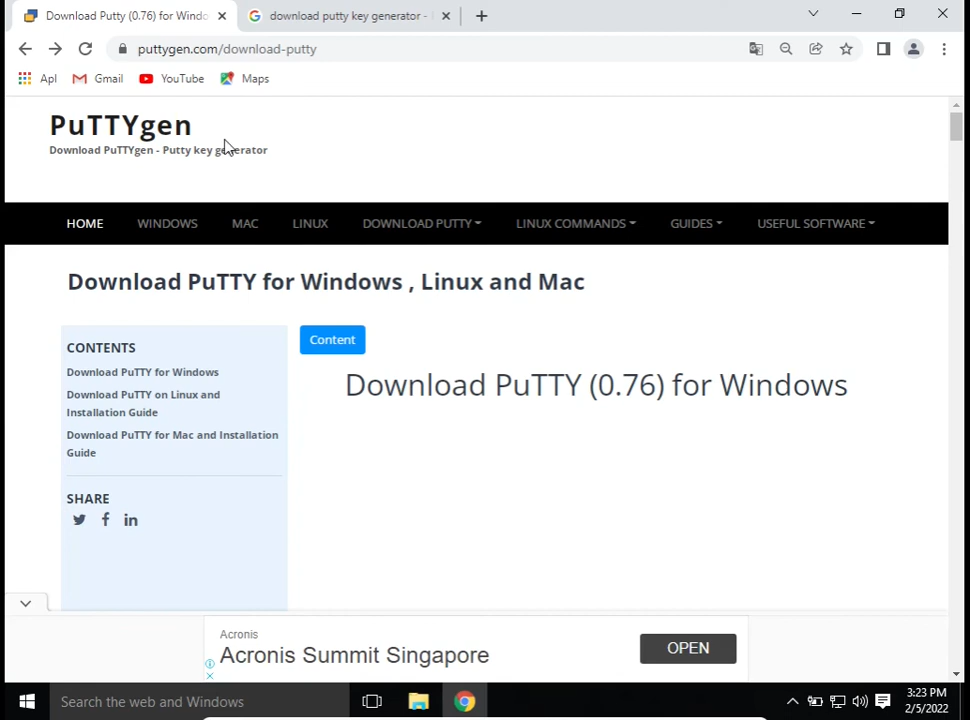 Download Putty (0.76) for Windo
download putty key generator -
puttygen.com/download-putty
Apl
Gmail
YouTube
Maps
PuTTYgen
Download PuTTYgen - Putty key generator
HOME
WINDOWS
MAC
LINUX
DOWNLOAD PUTTY
LINUX COMMANDS
GUIDES
USEFUL SOFTWARE
Download PuTTY for Windows , Linux and Mac
CONTENTS
Download PuTTY for Windows
Download PuTTY on Linux and
Installation Guide
Download PuTTY for Mac and Installation
Guide
SHARE
Content
Download PuTTY (0.76) for Windows
Acronis
Acronis Summit Singapore
OPEN
Search the web and Windows
3:23 PM
2/5/2022